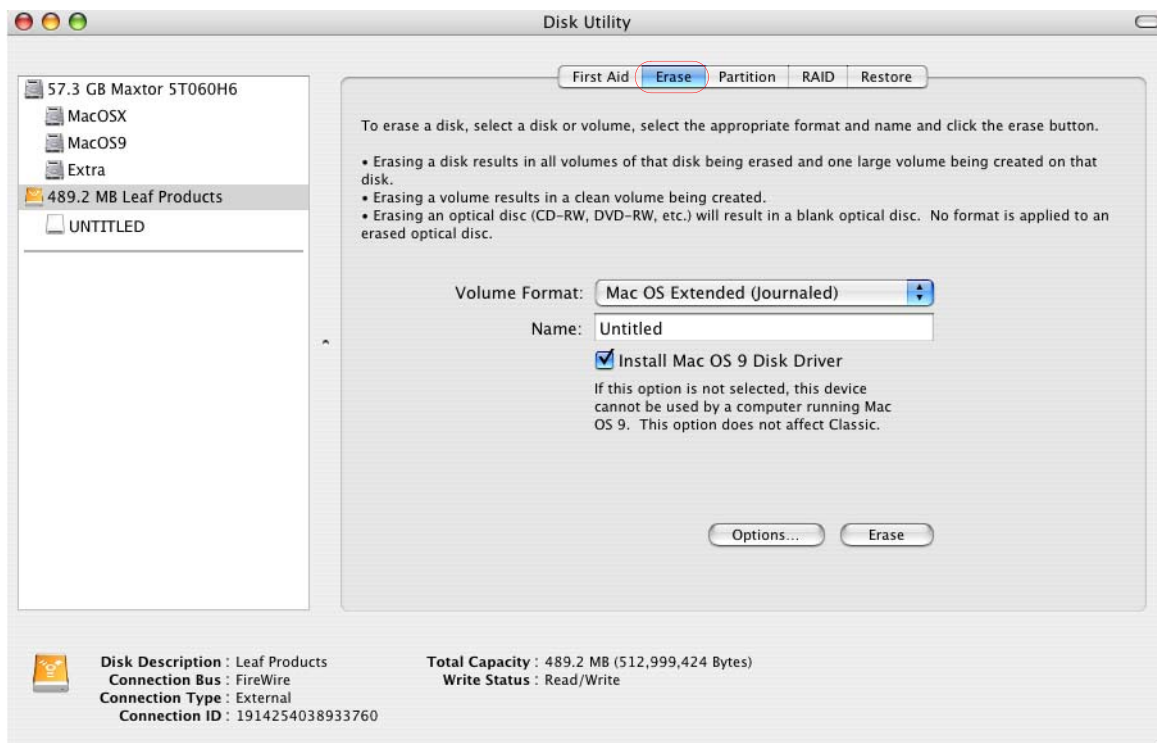 Disk Utility
57.3 GB Maxtor 5T060H6
MacOSX
MacOS9
Extra
489.2 MB Leaf Products
UNTITLED
First Aid
Erase
Partition
RAID
Restore
To erase a disk, select a disk or volume, select the appropriate format and name and click the erase button.
• Erasing a disk results in all volumes of that disk being erased and one large volume being created on that
disk.
• Erasing a volume results in a clean volume being created.
• Erasing an optical disc (CD-RW, DVD-RW, etc.) will result in a blank optical disc.  No format is applied to an
erased optical disc.
Volume Format: Mac OS Extended (Journaled)
Name: Untitled
Install Mac OS 9 Disk Driver
If this option is not selected, this device
cannot be used by a computer running Mac
OS 9.  This option does not affect Classic.
Options...
Erase
Disk Description : Leaf Products
Connection Bus : FireWire
Connection Type : External
Connection ID : 1914254038933760
Total Capacity : 489.2 MB (512,999,424 Bytes)
Write Status : Read/Write